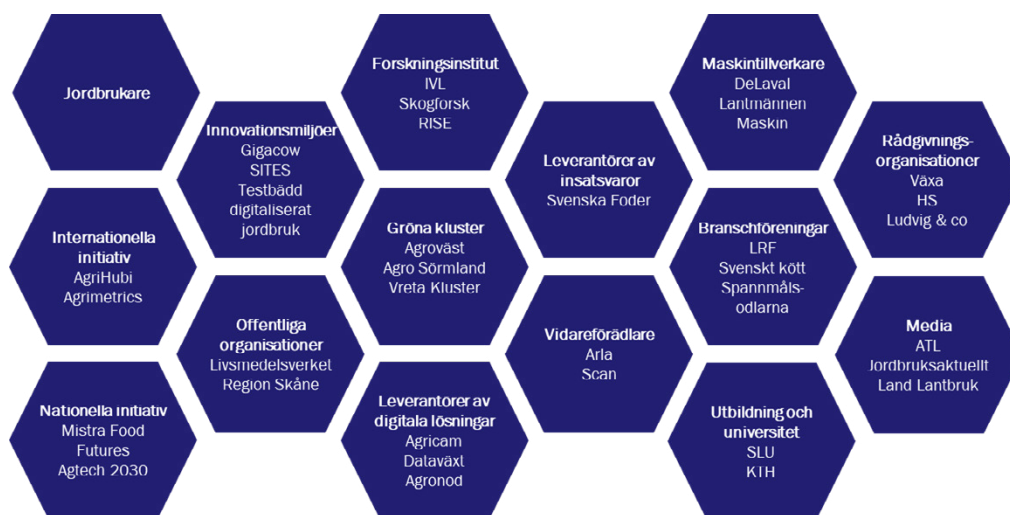 Jordbrukare
Internationella
initiativ
AgriHubi
Agrimetrics
Nationella initiativ
Mistra Food
Futures
Agtech 2030
Innovationsmiljöer
Gigacow
SITES
Testbädd
digitaliserat
jordbruk
Offentliga
organisationer
Livsmedelsverket
Region Skåne
Forskningsinstitut
IVL
Skogforsk
RISE
Gröna kluster
Agroväst
Agro Sörmland
Vreta Kluster
Leverantörer av
digitala lösningar
Agricam
Dataväxt
Agronod
Leverantörer av
insatsvaror
Svenska Foder
Vidareförädlare
Arla
Scan
Maskintillverkare
DeLaval
Lantmännen
Maskin
Branschföreningar
LRF
Svenskt kött
Spannmåls-
odlarna
Utbildning och
universitet
SLU
KTH
Rådgivnings-
organisationer
Växa
HS
Ludvig & co
Media
ATL
Jordbruksaktuellt
Land Lantbruk